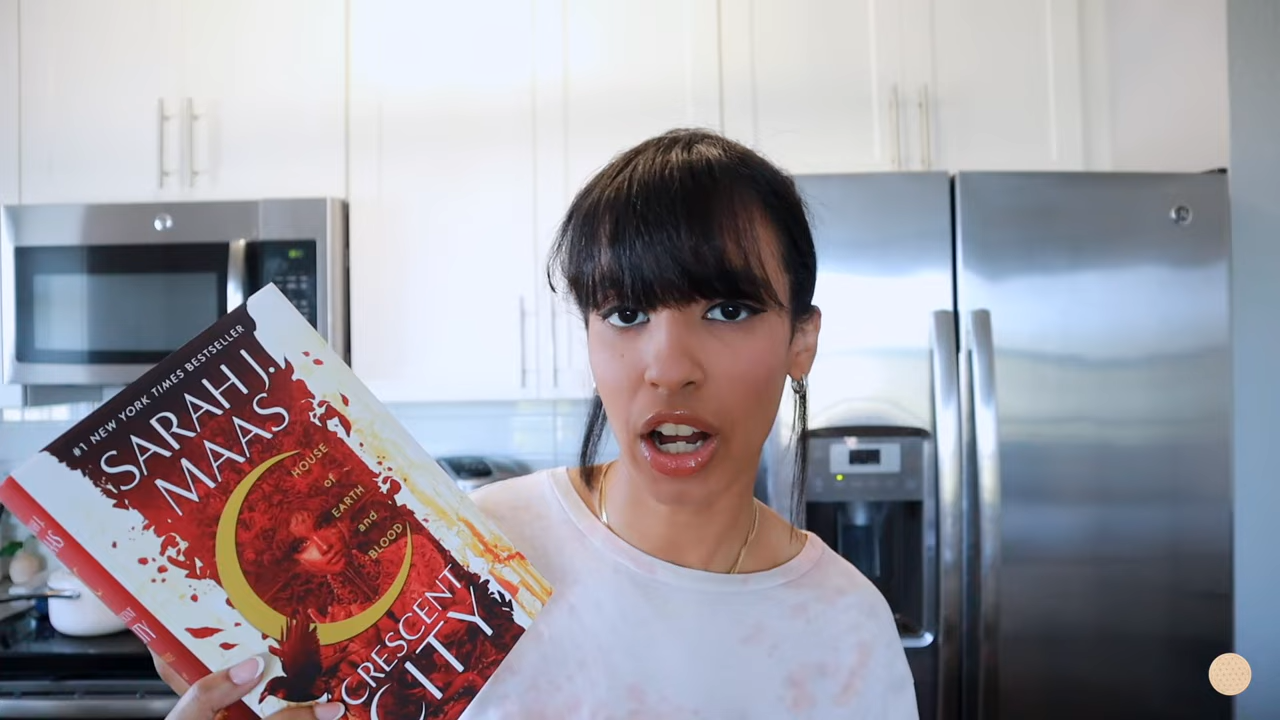 #1 NEW YORK TIMES BESTSELLER
SARAH J.
MAAS
HOUSE
of
EARTH
and
BLOOD
CRESCENT
CITY